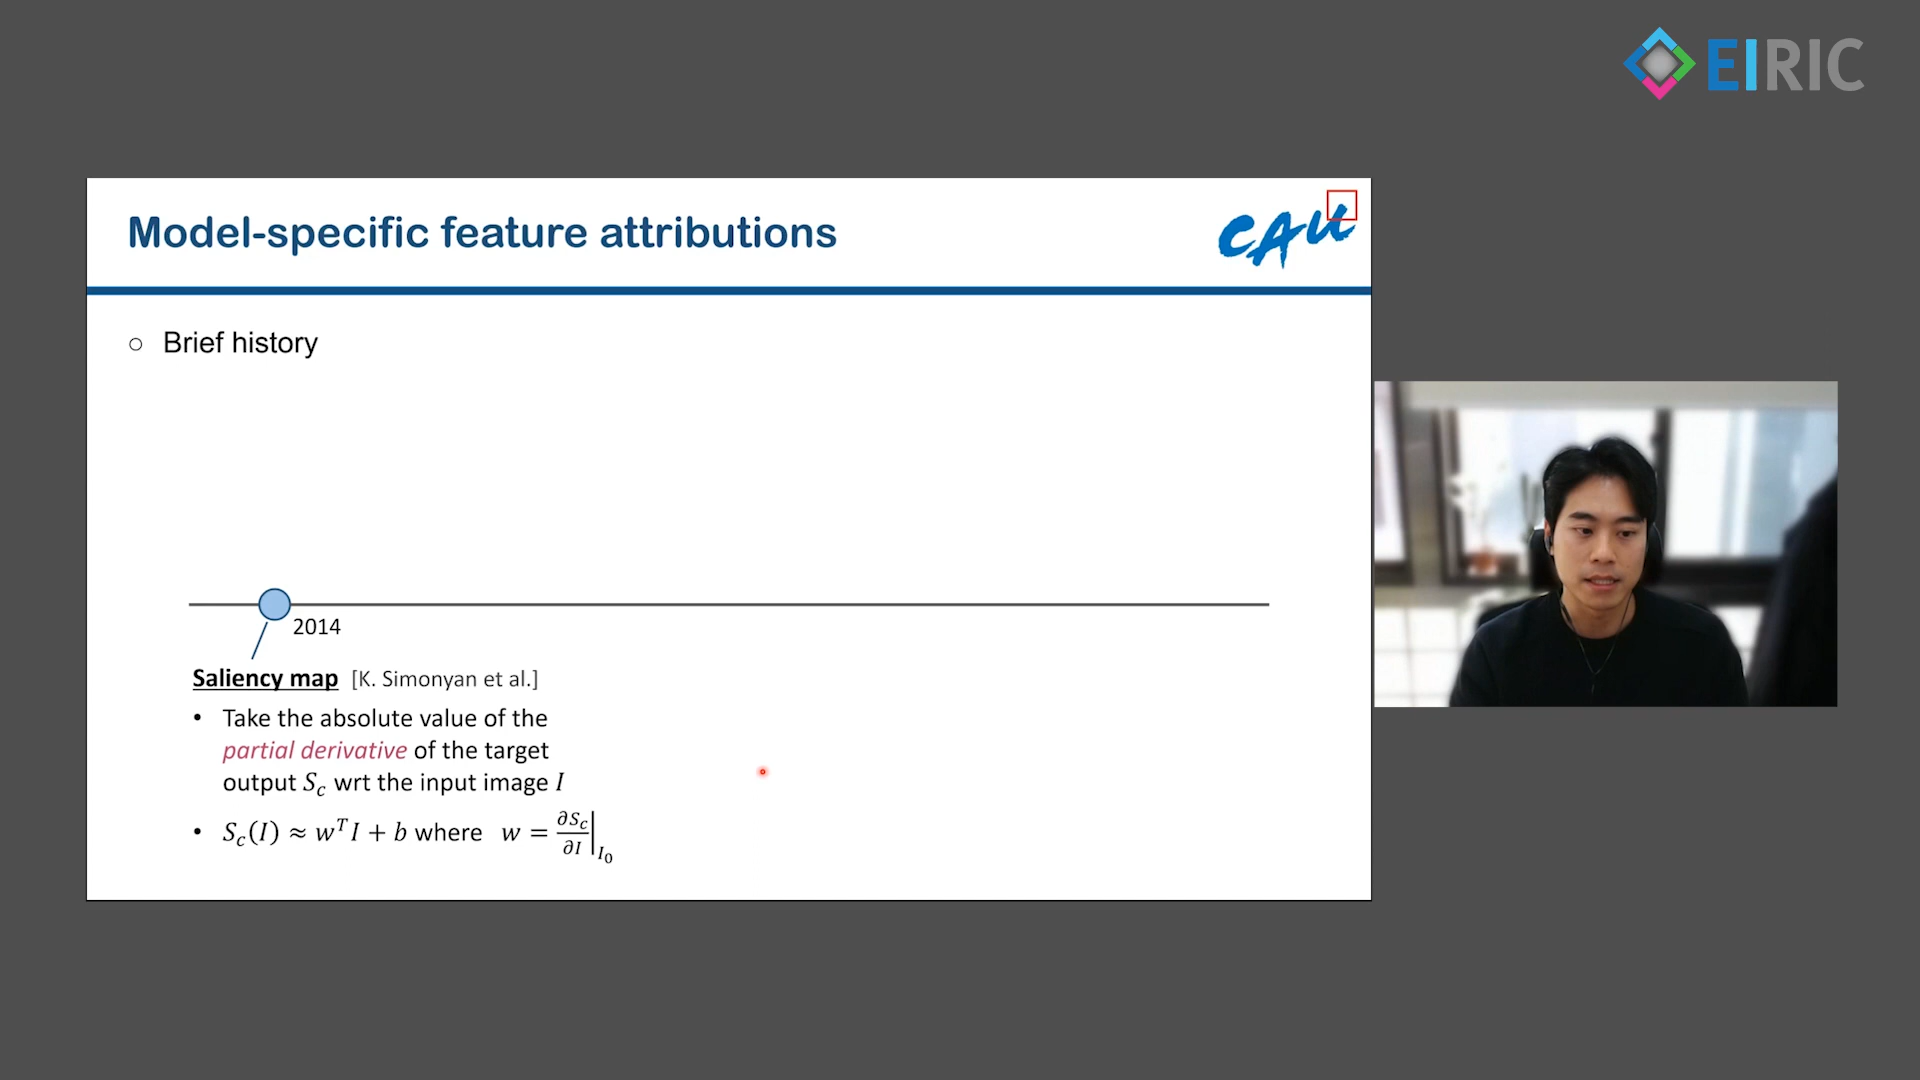 EIRIC
Model-specific feature attributions
CAU
○ Brief history
2014
Saliency map [K. Simonyan et al.]
• Take the absolute value of the
partial derivative of the target
output S_c wrt the input image I
• S_c(I) ≈ w^T I + b where w = ∂S_c/∂I|_{I_0}